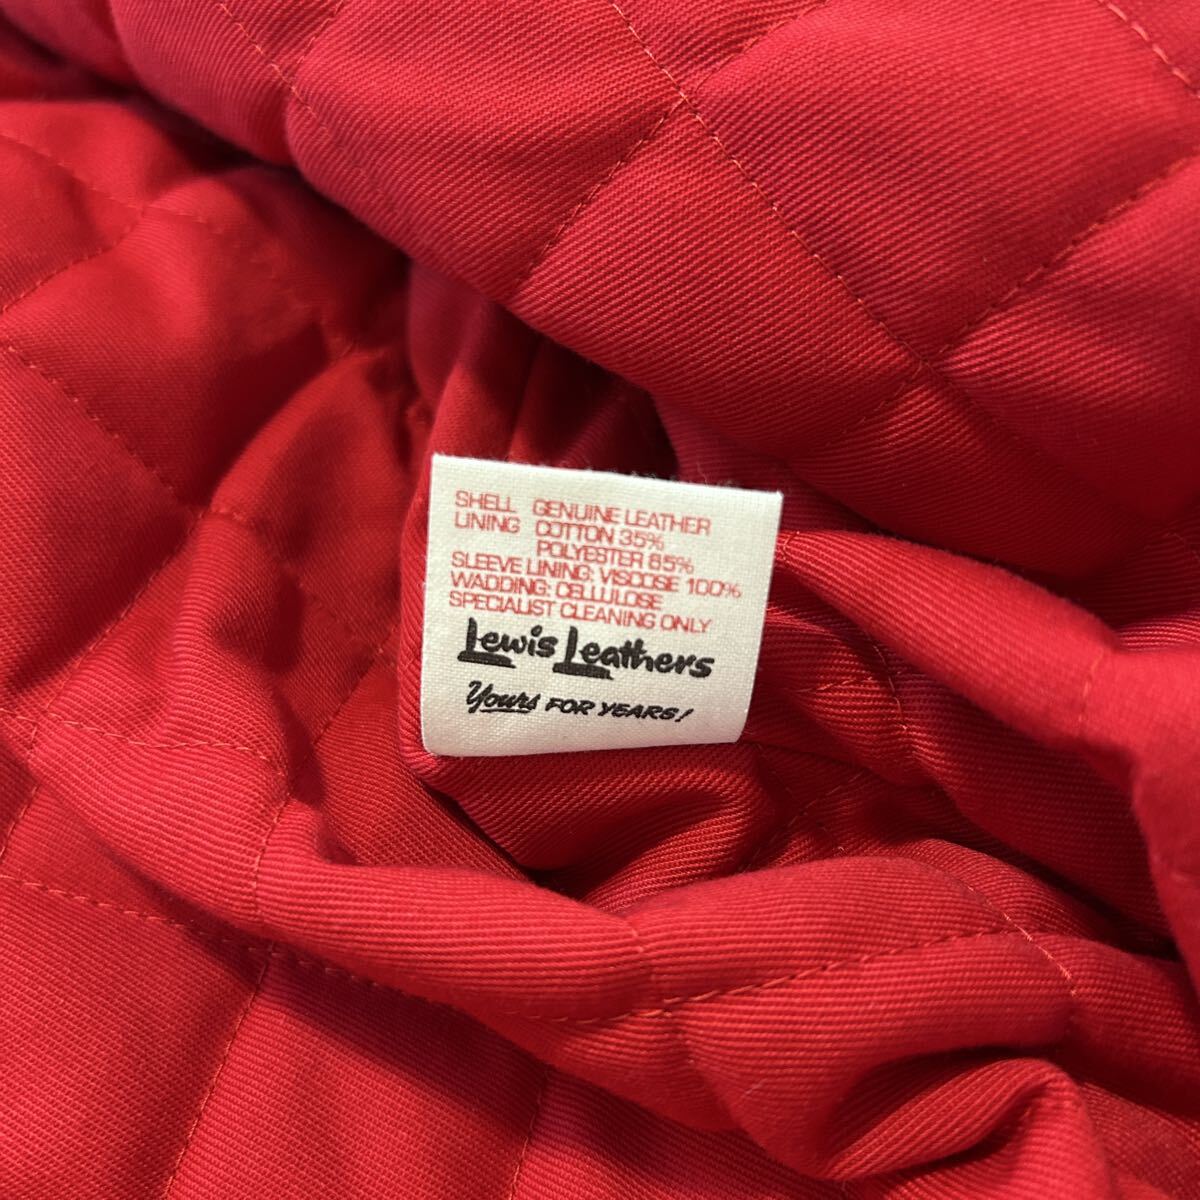 SHELL GENUINE LEATHER
LINING COTTON 35%
POLYESTER 65%
SLEEVE LINING: VISCOSE 100%
WADDING: CELLULOSE
SPECIALIST CLEANING ONLY
Lewis Leathers
Yours FOR YEARS!